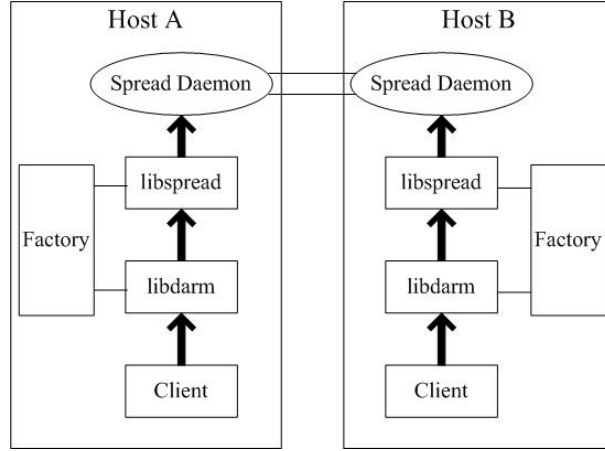 Host A
Host B
Spread Daemon
Spread Daemon
libspread
libspread
Factory
Factory
libdarm
libdarm
Client
Client